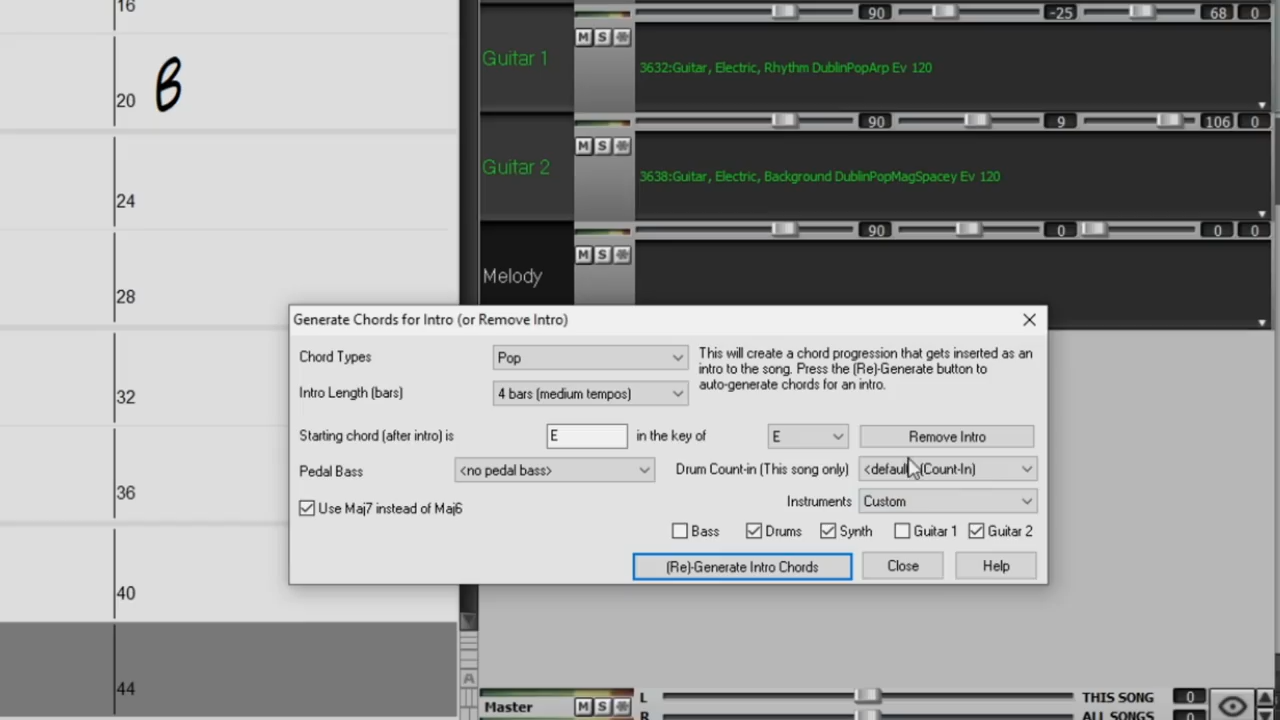 16
90 -25 68 0
M S
Guitar 1
3632:Guitar, Electric, Rhythm DublinPopArp Ev 120
20 B
90 9 106 0
M S
Guitar 2
3638:Guitar, Electric, Background DublinPopMagSpacey Ev 120
24
90 0 0 0
M S
Melody
28
Generate Chords for Intro (or Remove Intro)
Chord Types Pop
This will create a chord progression that gets inserted as an
intro to the song. Press the (Re)-Generate button to
auto-generate chords for an intro.
Intro Length (bars) 4 bars (medium tempos)
Starting chord (after intro) is E in the key of E Remove Intro
Pedal Bass <no pedal bass> Drum Count-in (This song only) (Count-In)
Use Maj7 instead of Maj6 Instruments Custom
Bass Drums Synth Guitar 1 Guitar 2
(Re)-Generate Intro Chords Close Help
32
36
40
44
A
Master M S L THIS SONG 0
R ALL SONGS